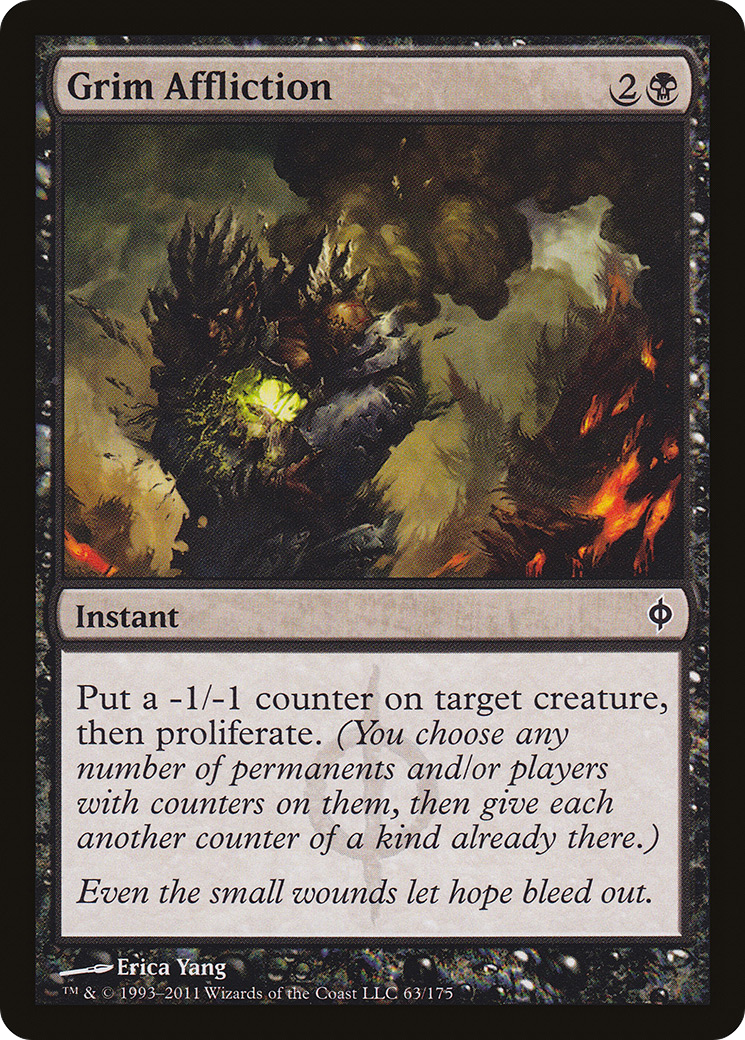 Grim Affliction 2
Instant
Put a -1/-1 counter on target creature,
then proliferate. (You choose any
number of permanents and/or players
with counters on them, then give each
another counter of a kind already there.)
Even the small wounds let hope bleed out.
Erica Yang
™ & © 1993–2011 Wizards of the Coast LLC 63/175